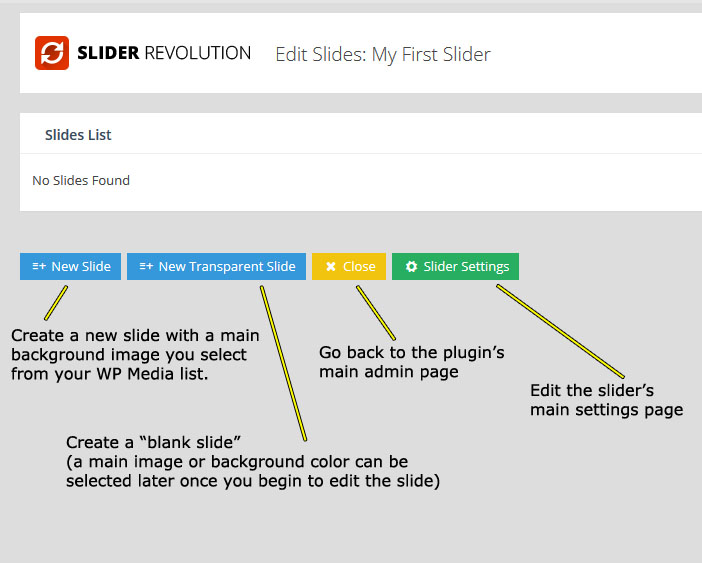 SLIDER REVOLUTION Edit Slides: My First Slider
Slides List
No Slides Found
New Slide New Transparent Slide Close Slider Settings
Create a new slide with a main
background image you select
from your WP Media list.
Go back to the plugin’s
main admin page
Edit the slider’s
main settings page
Create a “blank slide”
(a main image or background color can be
selected later once you begin to edit the slide)